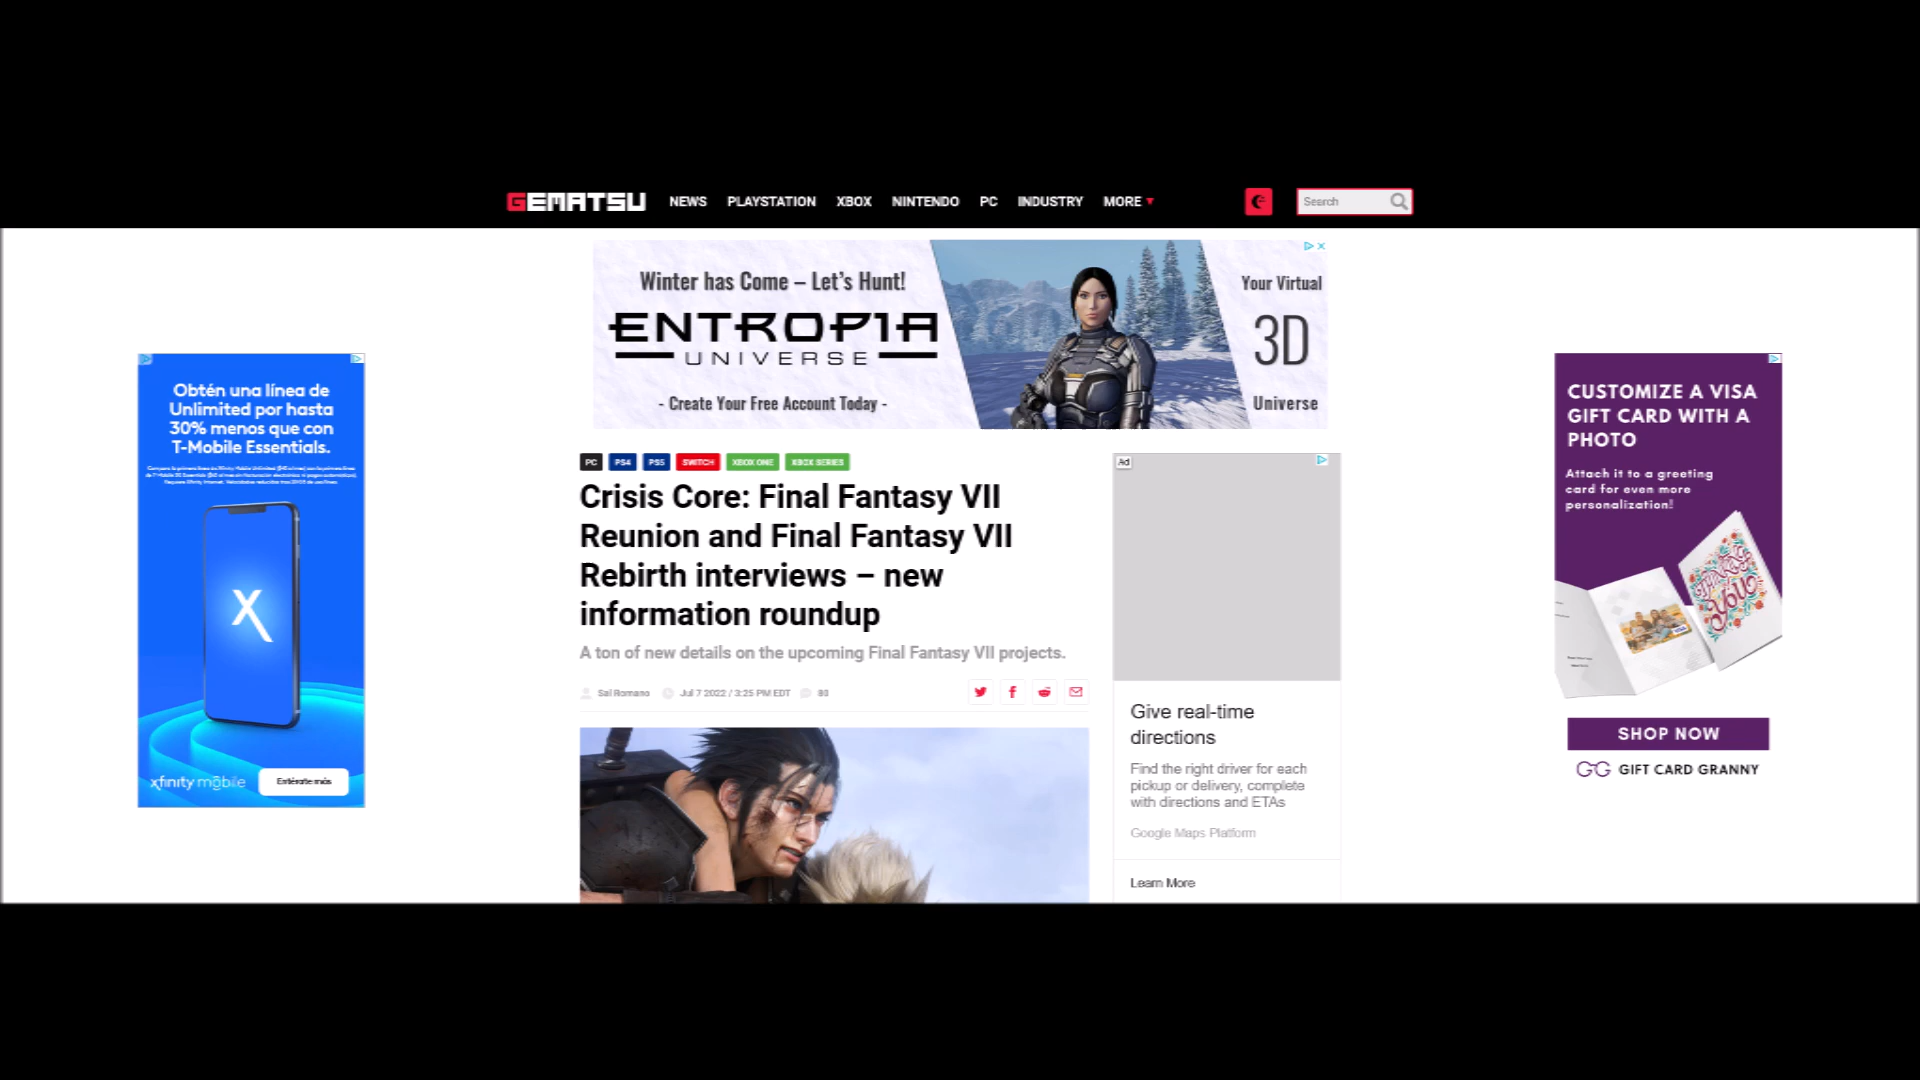 GEMATSU NEWS PLAYSTATION XBOX NINTENDO PC INDUSTRY MORE Search
Winter has Come – Let's Hunt!
ENTROPIA
UNIVERSE
- Create Your Free Account Today -
Your Virtual
3D
Universe
Obtén una línea de
Unlimited por hasta
30% menos que con
T-Mobile Essentials.
X
xfinity mobile Entérate más
PC PS4 PS5 SWITCH XBOX ONE XBOX SERIES
Crisis Core: Final Fantasy VII
Reunion and Final Fantasy VII
Rebirth interviews – new
information roundup
A ton of new details on the upcoming Final Fantasy VII projects.
Sal Romano Jul 7 2022 / 3:25 PM EDT 80
Ad
Give real-time
directions
Find the right driver for each
pickup or delivery, complete
with directions and ETAs
Google Maps Platform
Learn More
CUSTOMIZE A VISA
GIFT CARD WITH A
PHOTO
Attach it to a greeting
card for even more
personalization!
SHOP NOW
GG GIFT CARD GRANNY